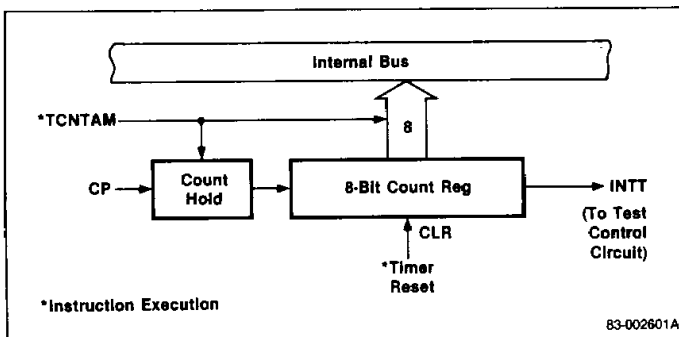 Internal Bus
*TCNTAM
8
CP
Count
Hold
8-Bit Count Reg
INTT
(To Test
Control
Circuit)
CLR
*Timer
Reset
*Instruction Execution
83-002601A